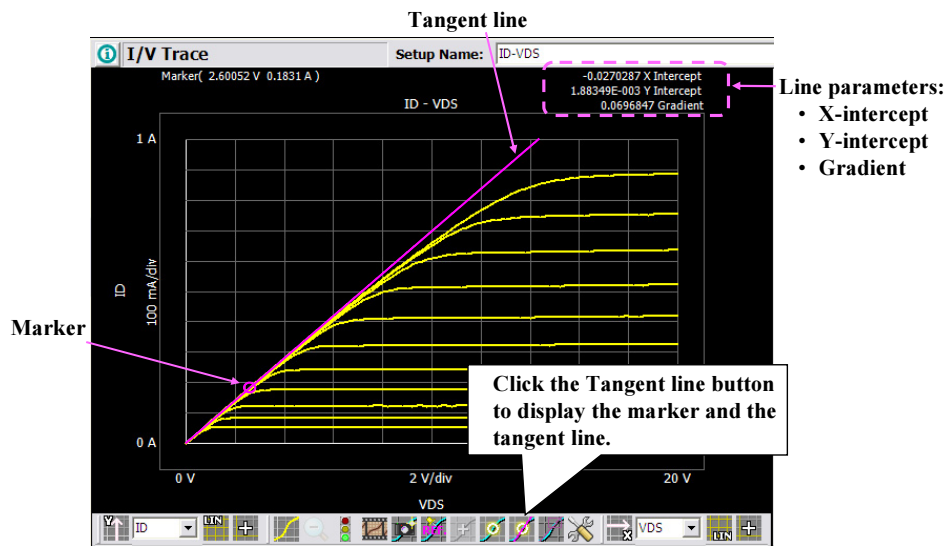 Tangent line
I/V Trace
Setup Name:
ID-VDS
Marker( 2.60052 V 0.1831 A )
-0.0270287 X Intercept
1.88349E-003 Y Intercept
0.0696847 Gradient
Line parameters:
• X-intercept
• Y-intercept
• Gradient
ID - VDS
1 A
ID
100 mA/div
Marker
0 A
Click the Tangent line button
to display the marker and the
tangent line.
0 V
2 V/div
20 V
VDS
Y
ID
LIN
REF
X
VDS
LIN